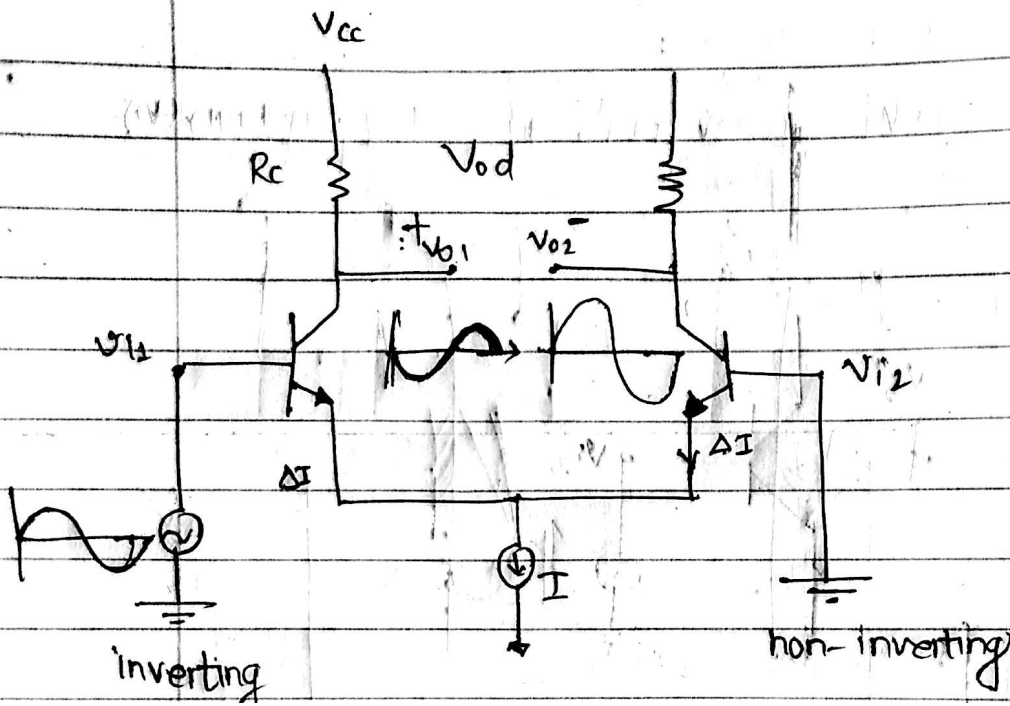 Vcc
Rc
Vod
+ vo1
vo2 -
vi1
Vi2
ΔI
ΔI
I
inverting
non-inverting